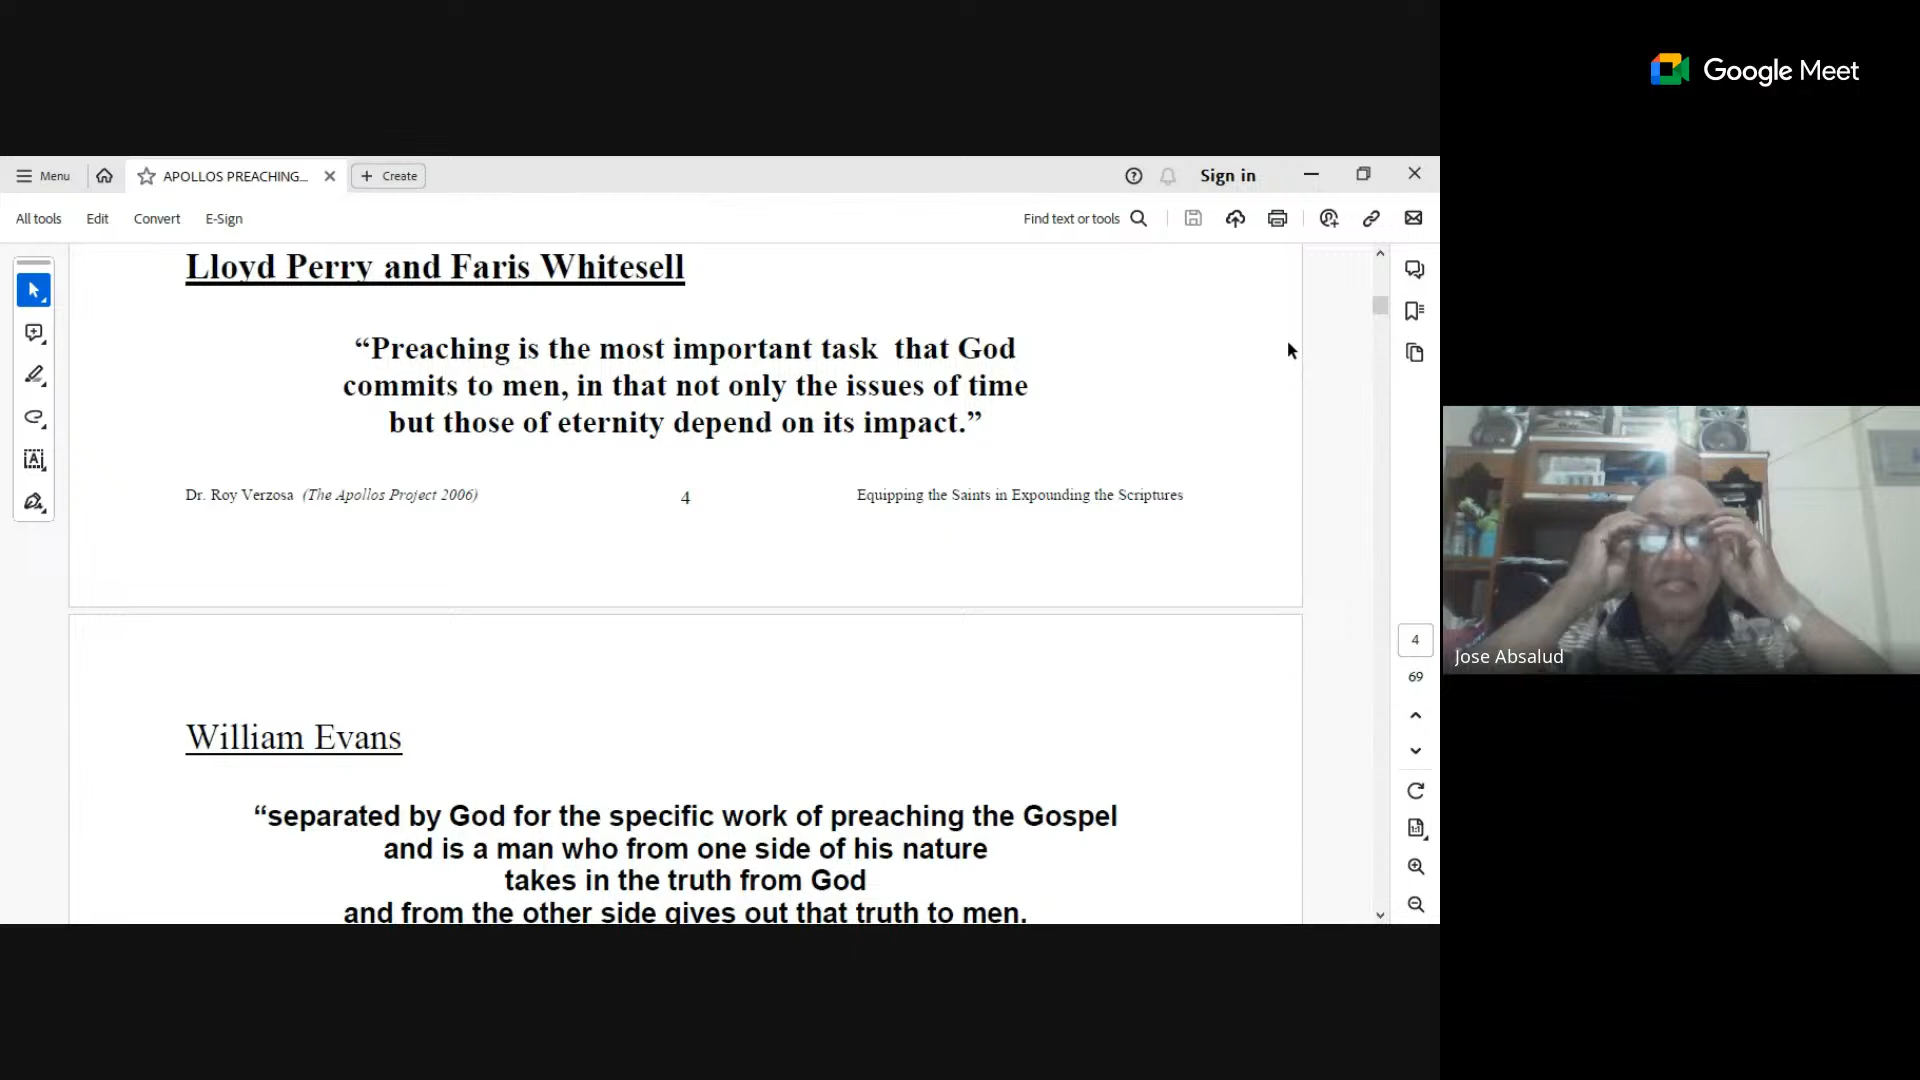 Google Meet
Menu
APOLLOS PREACHING...
Create
Sign in
All tools
Edit
Convert
E-Sign
Find text or tools
Lloyd Perry and Faris Whitesell
“Preaching is the most important task that God
commits to men, in that not only the issues of time
but those of eternity depend on its impact.”
Dr. Roy Verzosa (The Apollos Project 2006)
4
Equipping the Saints in Expounding the Scriptures
William Evans
“separated by God for the specific work of preaching the Gospel
and is a man who from one side of his nature
takes in the truth from God
and from the other side gives out that truth to men.
4
69
Jose Absalud